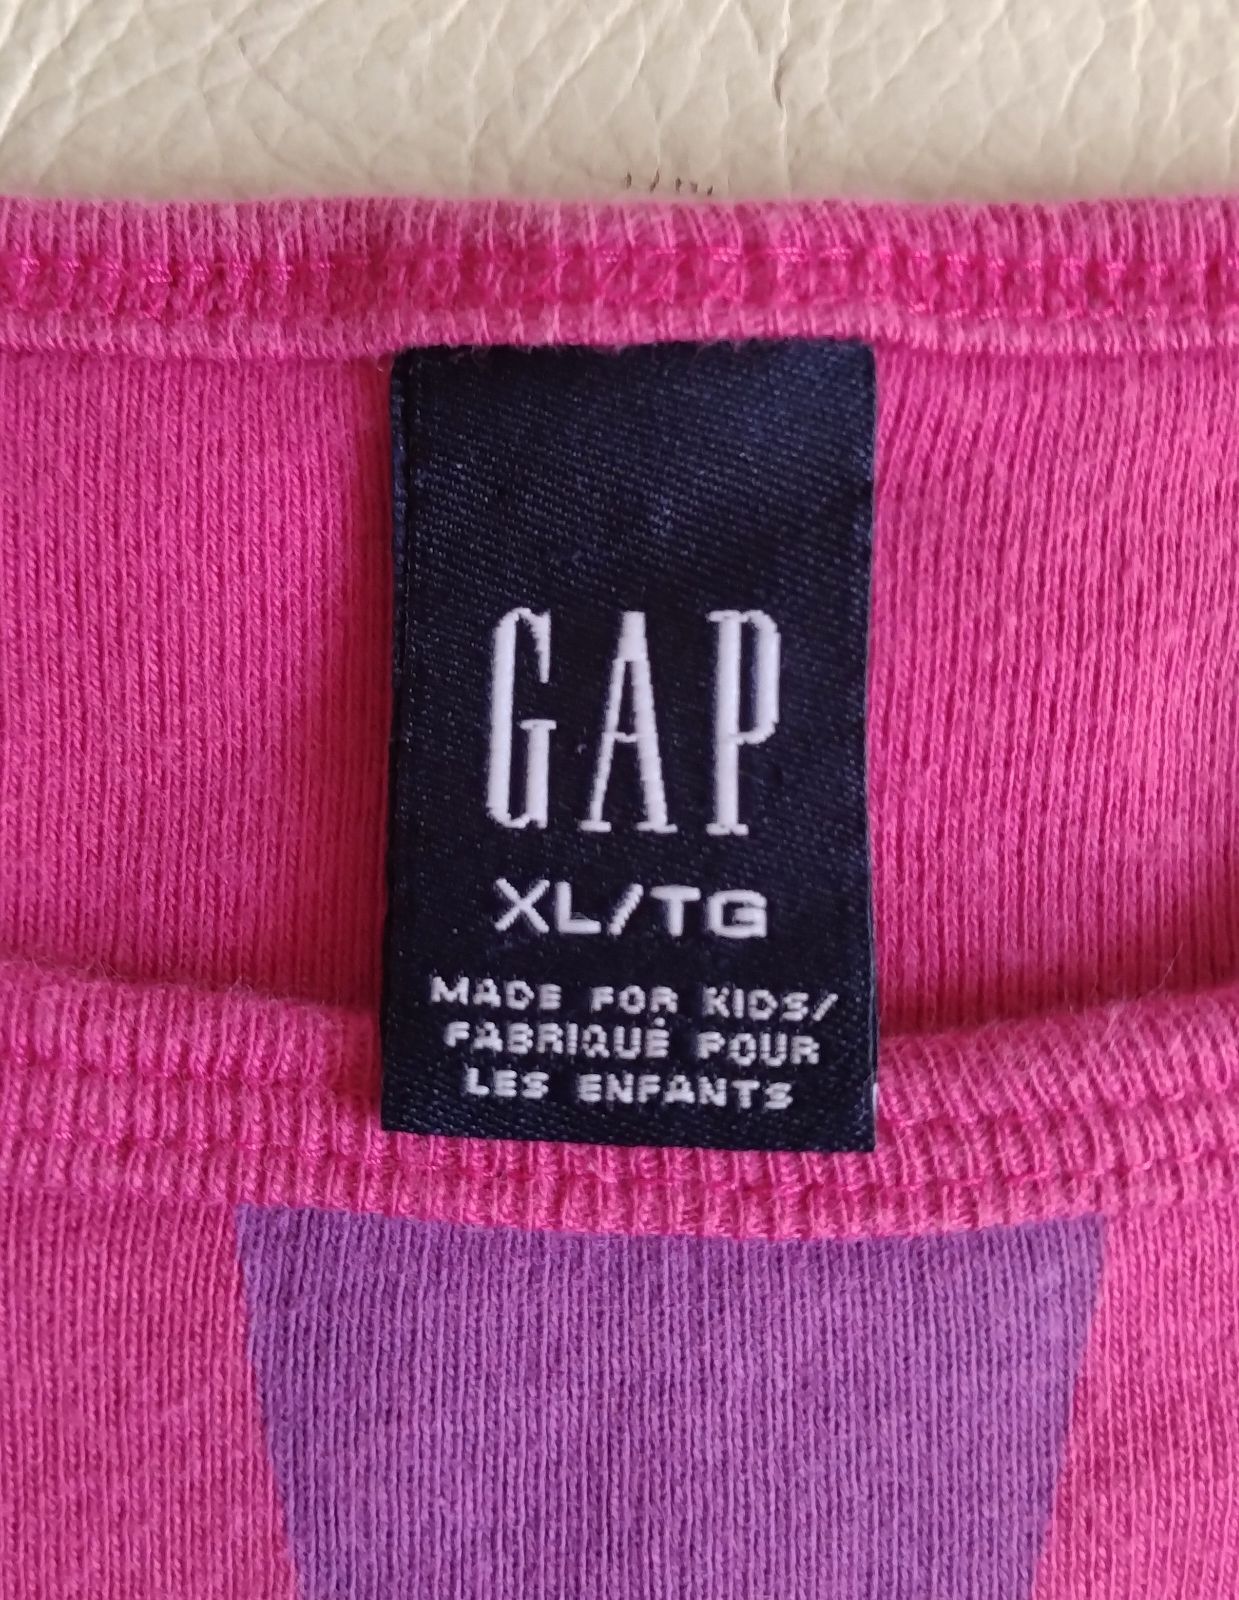 GAP
XL/TG
MADE FOR KIDS/
FABRIQUÉ POUR
LES ENFANTS